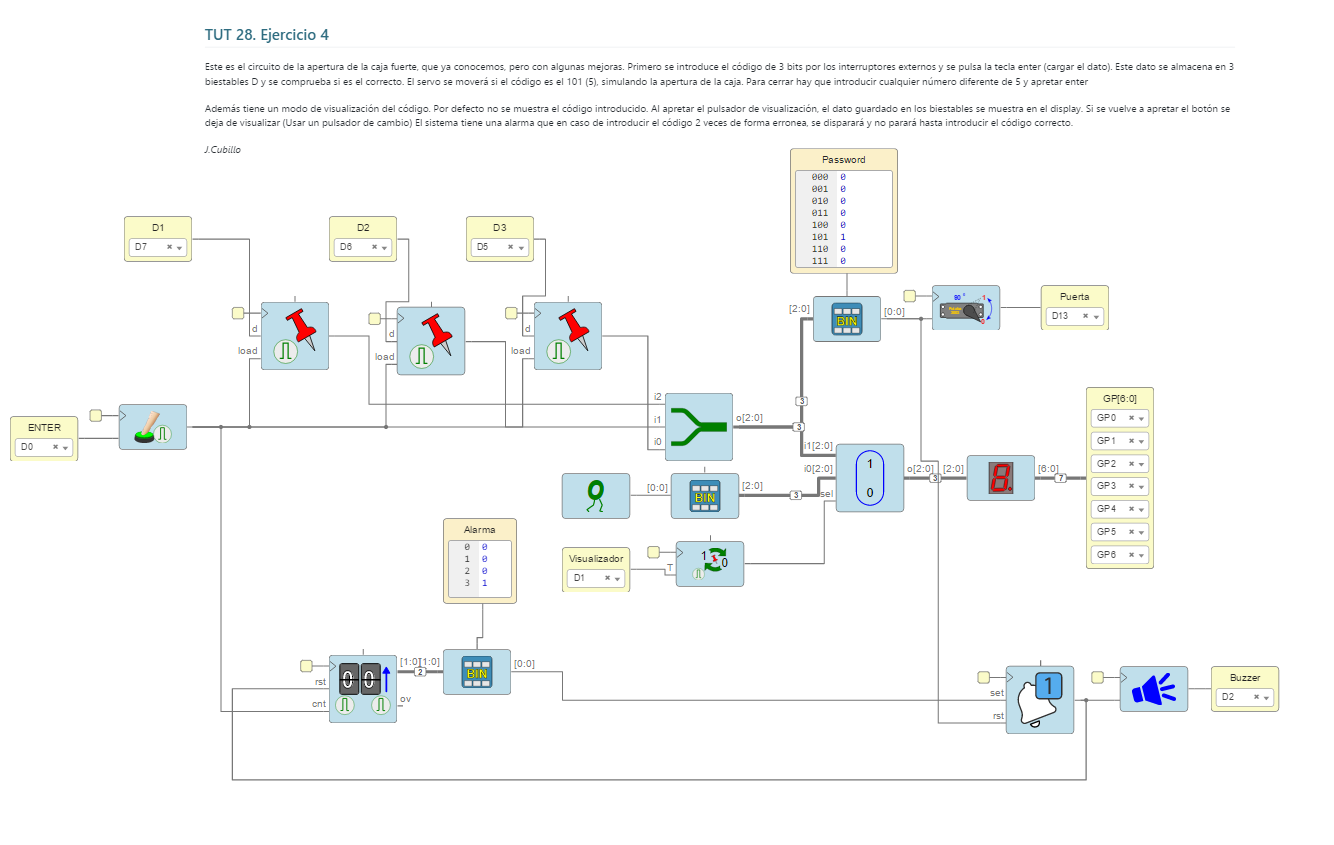 TUT 28. Ejercicio 4
Este es el circuito de la apertura de la caja fuerte, que ya conocemos, pero con algunas mejoras. Primero se introduce el código de 3 bits por los interruptores externos y se pulsa la tecla enter (cargar el dato). Este dato se almacena en 3
biestables D y se comprueba si es el correcto. El servo se moverá si el código es el 101 (5), simulando la apertura de la caja. Para cerrar hay que introducir cualquier número diferente de 5 y apretar enter
Además tiene un modo de visualización del código. Por defecto no se muestra el código introducido. Al apretar el pulsador de visualización, el dato guardado en los biestables se muestra en el display. Si se vuelve a apretar el botón se
deja de visualizar (Usar un pulsador de cambio) El sistema tiene una alarma que en caso de introducir el código 2 veces de forma erronea, se disparará y no parará hasta introducir el código correcto.
J.Cubillo
Password
000 0
001 0
010 0
011 0
100 0
101 1
110 0
111 0
D1
D7
D2
D6
D3
D5
d
load
d
load
d
load
[2:0]
BIN
[0:0]
90 °
1
0
Puerta
D13
ENTER
D0
i2
i1
i0
o[2:0]
3
3
i1[2:0]
i0[2:0]
sel
1
0
o[2:0]
3
[2:0]
8.
[6:0]
7
GP[6:0]
GP0
GP1
GP2
GP3
GP4
GP5
GP6
[0:0]
BIN
[2:0]
3
Alarma
0 0
1 0
2 0
3 1
Visualizador
D1
T
1
0
rst
cnt
0 0
[1:0]
[1:0]
2
ov
BIN
[0:0]
set
rst
1
Buzzer
D2